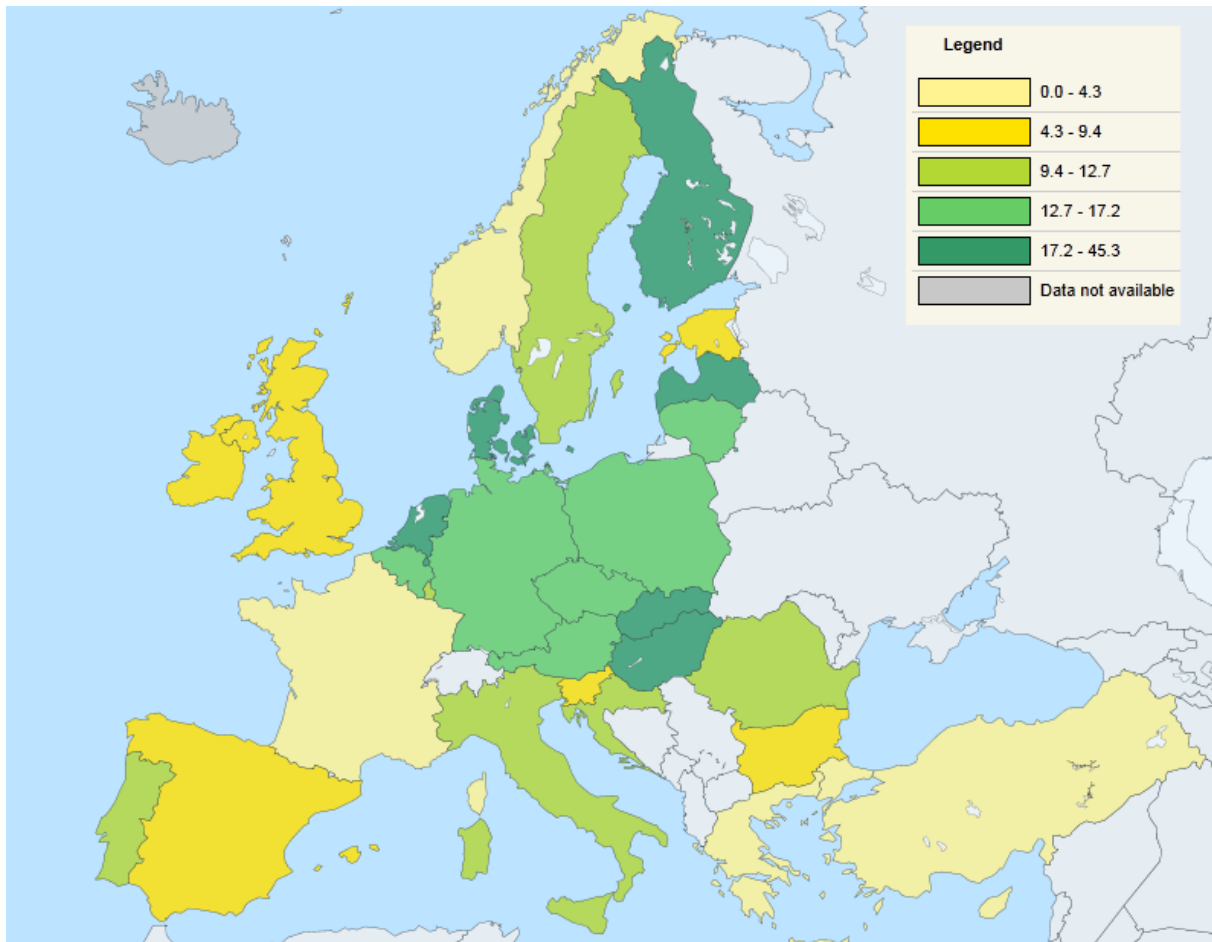 Legend
0.0 - 4.3
4.3 - 9.4
9.4 - 12.7
12.7 - 17.2
17.2 - 45.3
Data not available